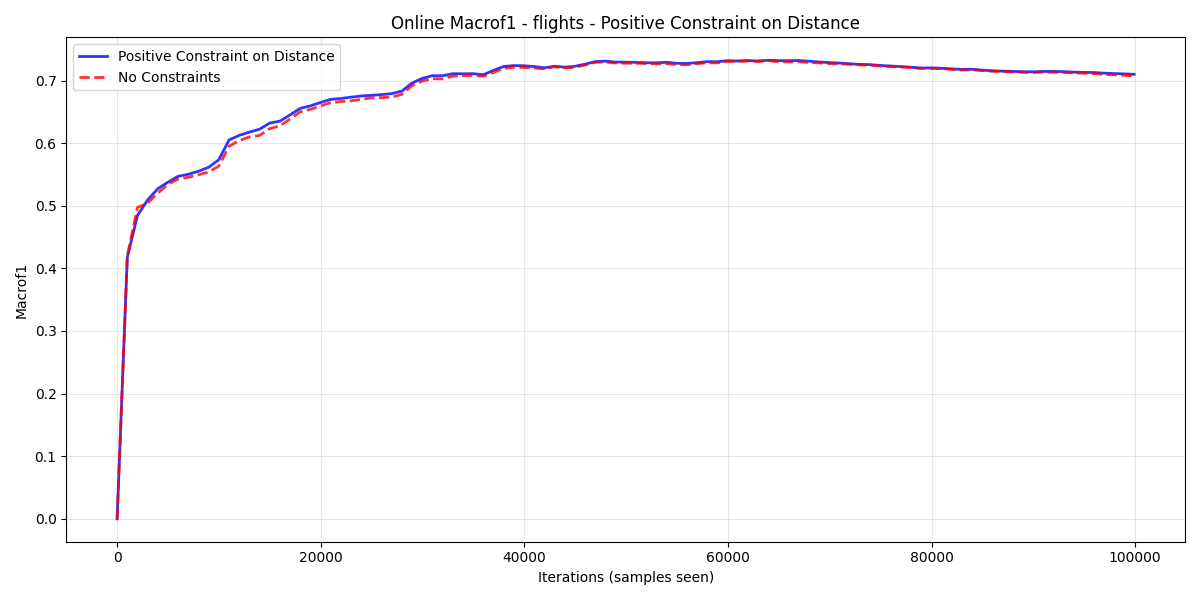 Online Macrof1 - flights - Positive Constraint on Distance
Positive Constraint on Distance
No Constraints
Macrof1
0.7
0.6
0.5
0.4
0.3
0.2
0.1
0.0
0
20000
40000
60000
80000
100000
Iterations (samples seen)